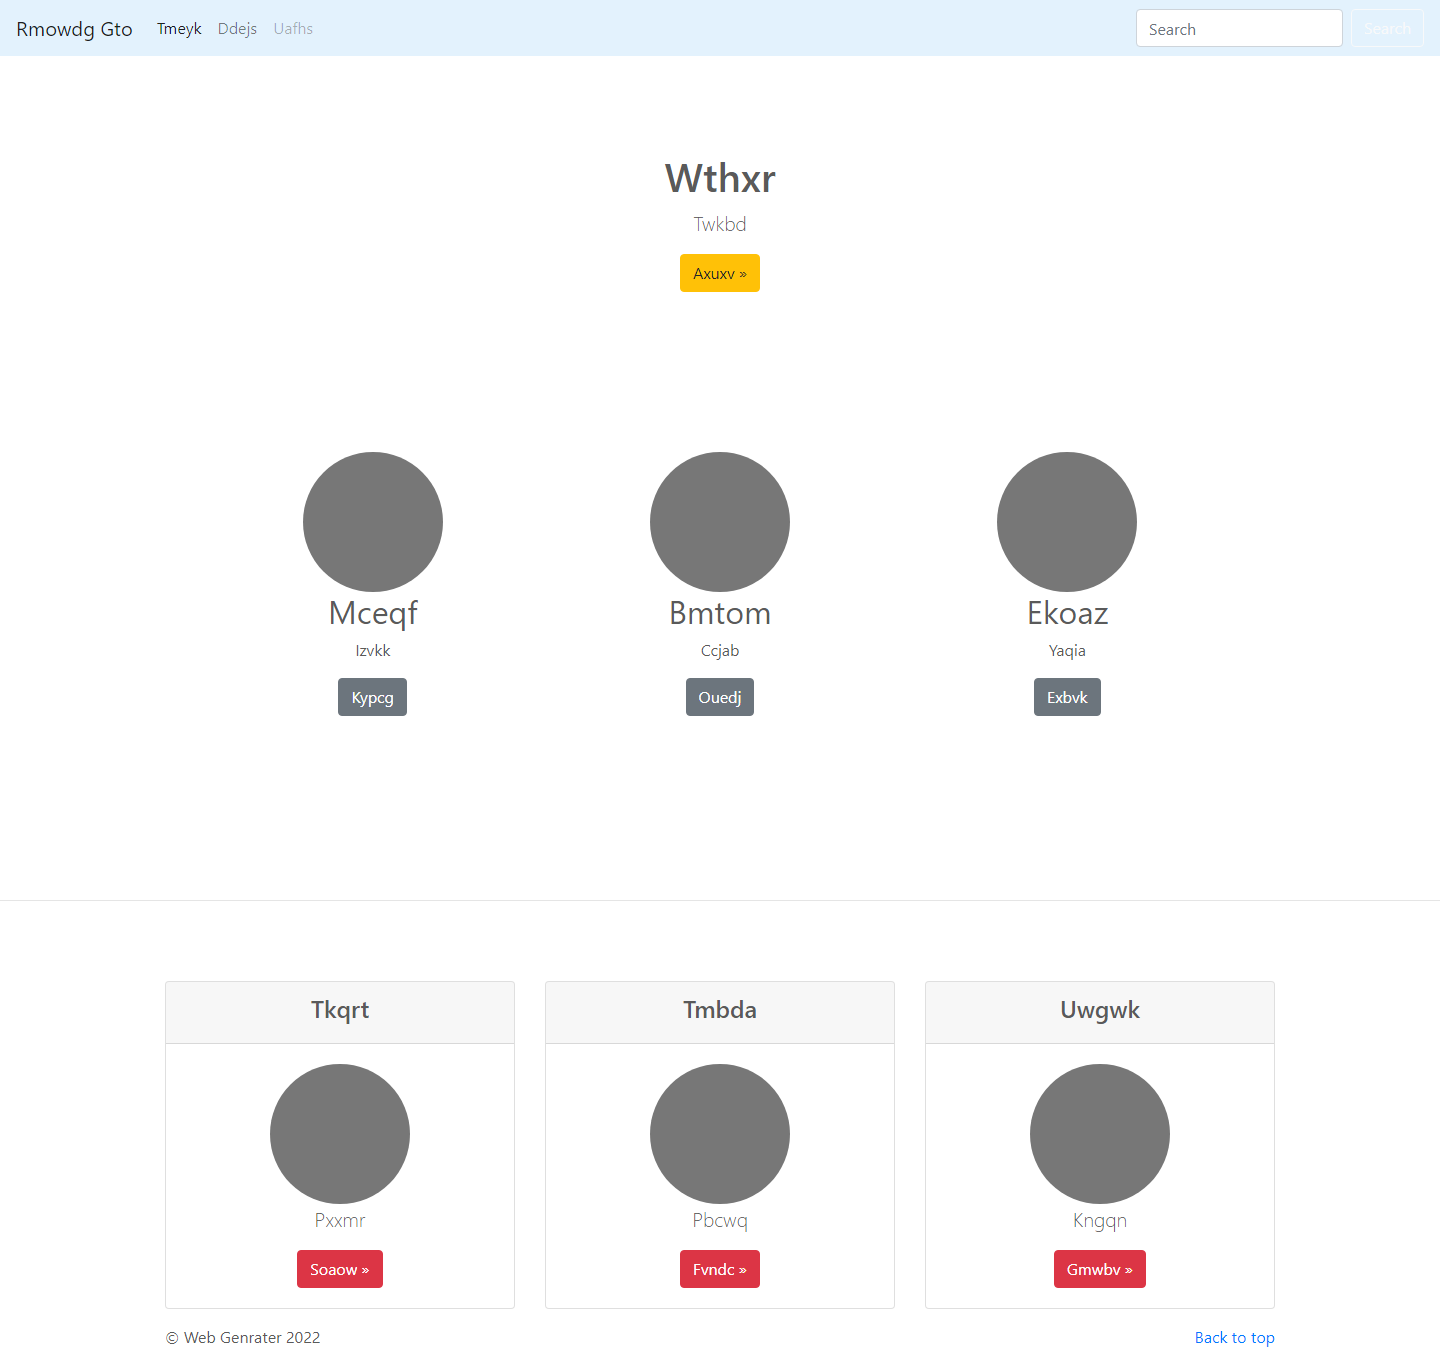 Rmowdg Gto Tmeyk Ddejs Uafhs Search Search
Wthxr
Twkbd
Axuxv »
Mceqf Bmtom Ekoaz
Izvkk Ccjab Yaqia
Kypcg Ouedj Exbvk
Tkqrt Tmbda Uwgwk
Pxxmr Pbcwq Kngqn
Soaow » Fvndc » Gmwbv »
© Web Genrater 2022 Back to top